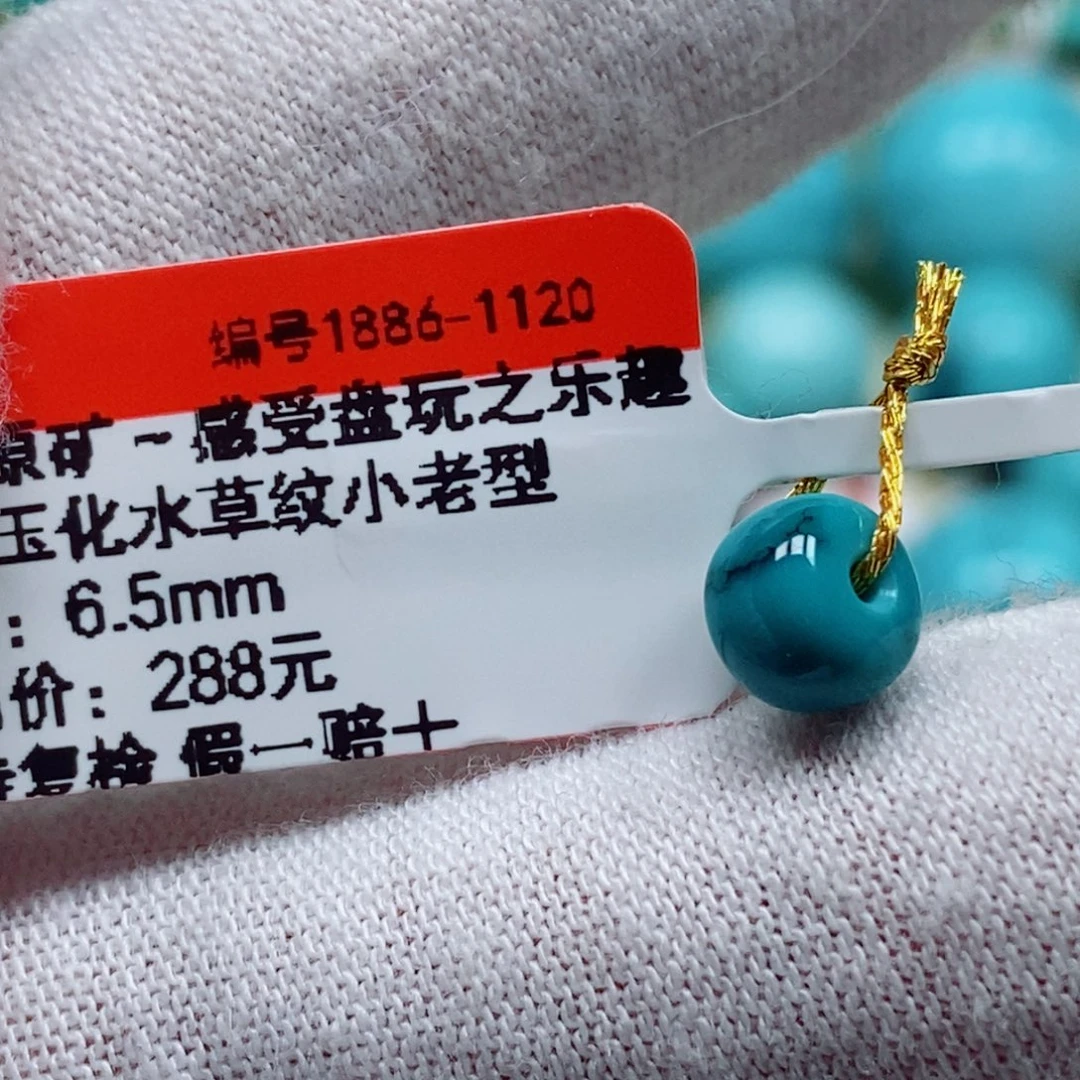 编号1886-1120
原矿~感受盘玩之乐趣
玉化水草纹小老型
: 6.5mm
价: 288元
复检 假一赔十